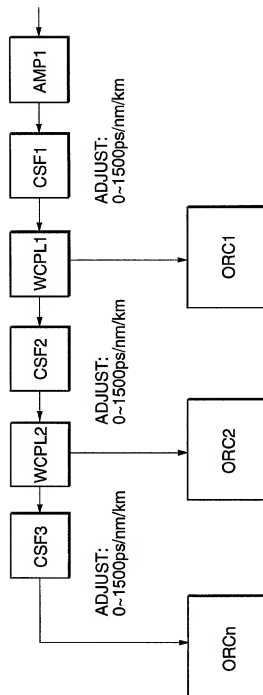 AMP1
CSF1
ADJUST:
0~1500ps/nm/km
WCPL1
ORC1
CSF2
ADJUST:
0~1500ps/nm/km
WCPL2
ORC2
CSF3
ADJUST:
0~1500ps/nm/km
ORCn